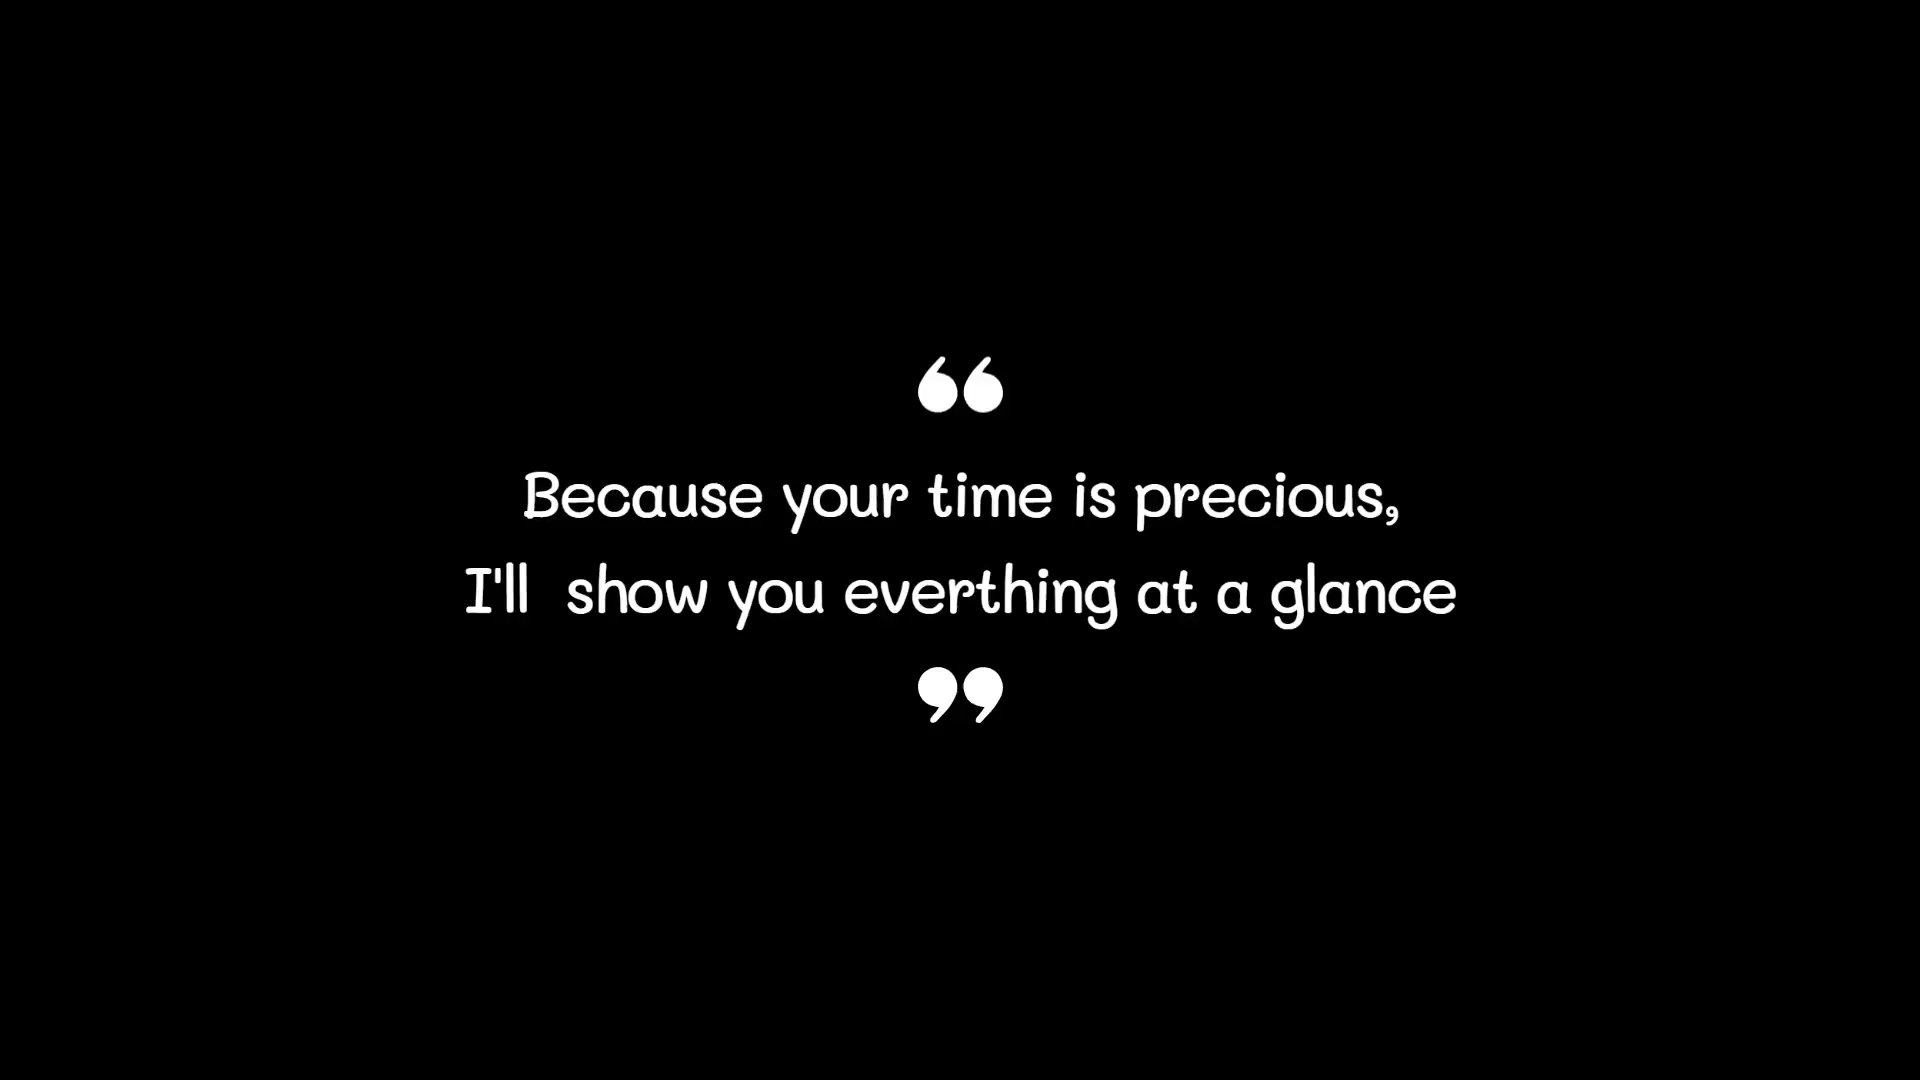 “
Because your time is precious,
I'll  show you everthing at a glance
”